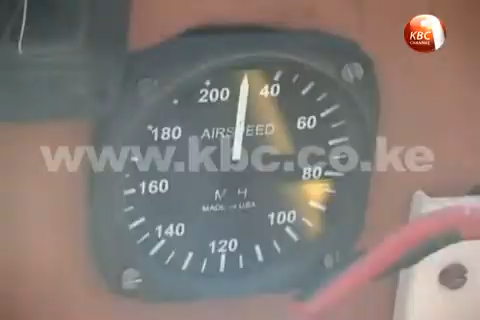 KBC
CHANNEL 1
200 40
180 AIRSPEED 60
www.kbc.co.ke
160 80
MPH
MADE IN USA
140 100
120